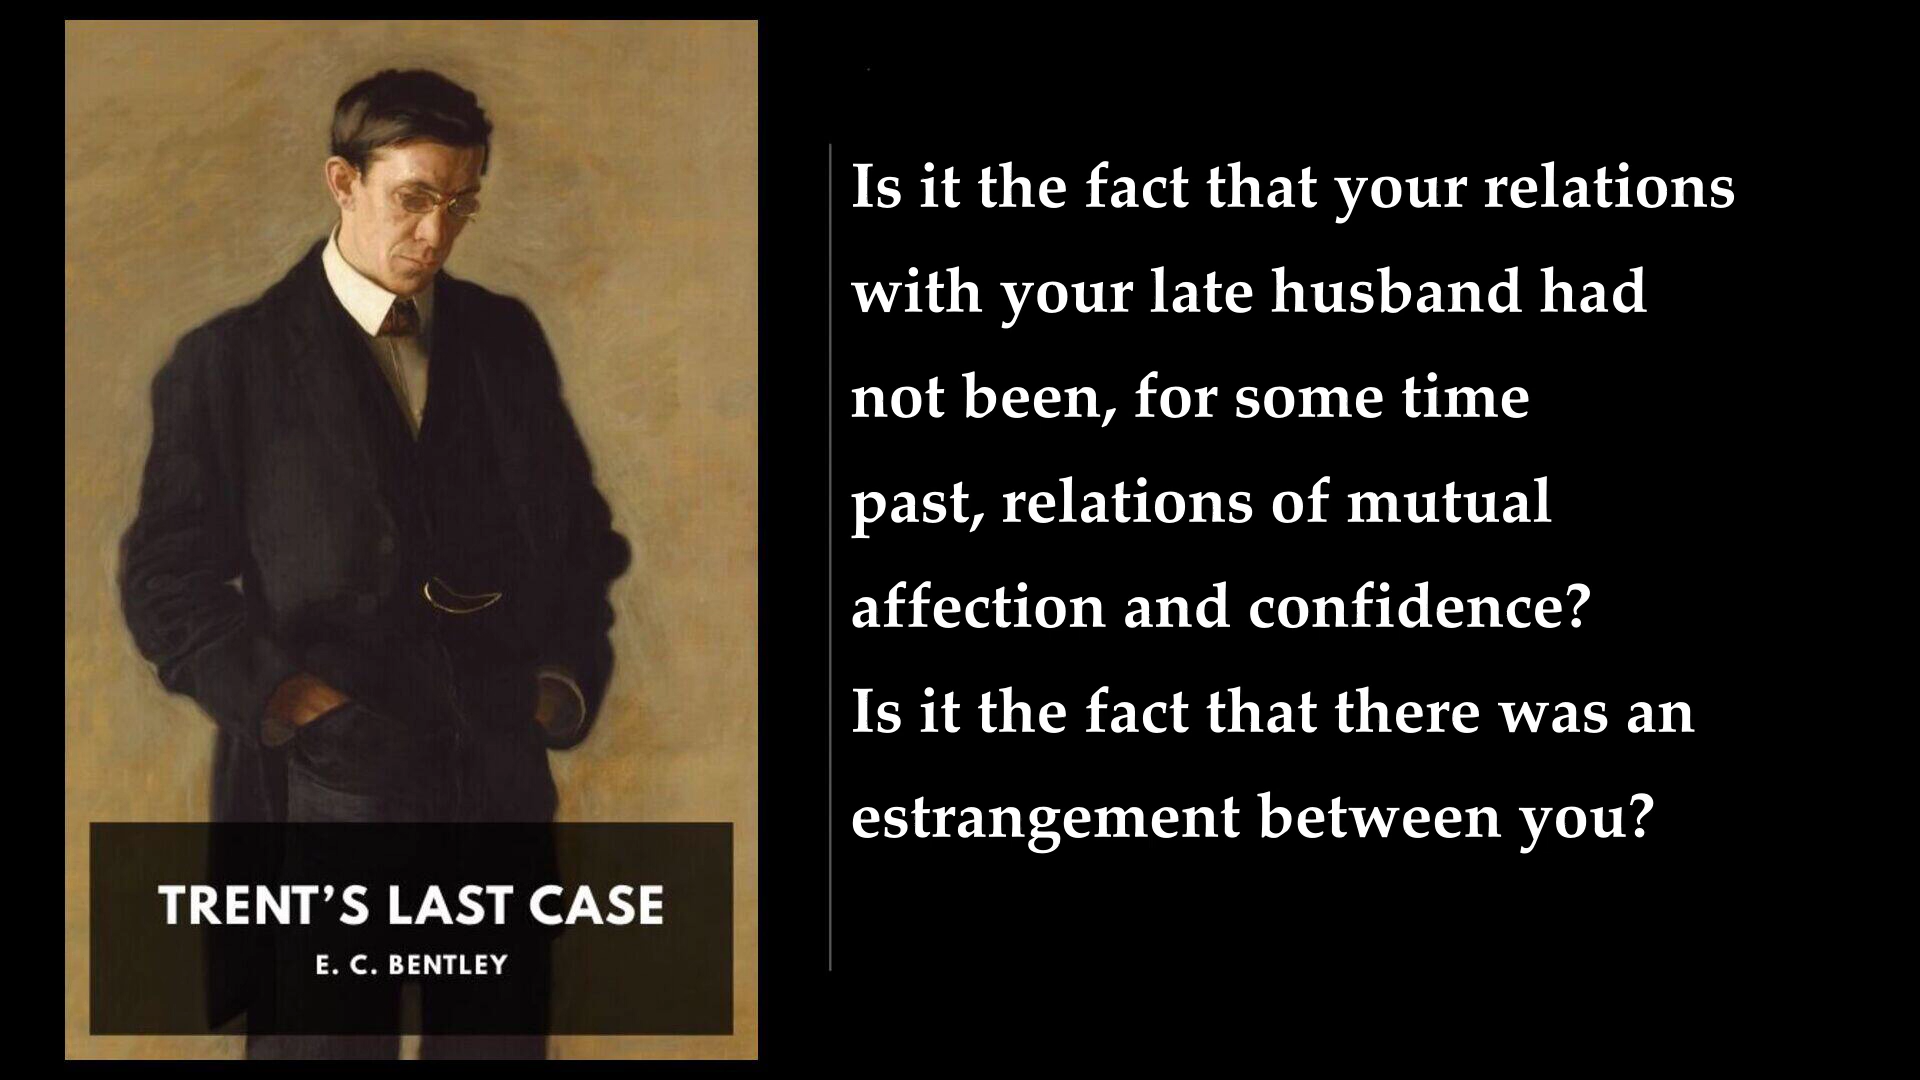 Is it the fact that your relations
with your late husband had
not been, for some time
past, relations of mutual
affection and confidence?
Is it the fact that there was an
estrangement between you?
TRENT’S LAST CASE
E. C. BENTLEY